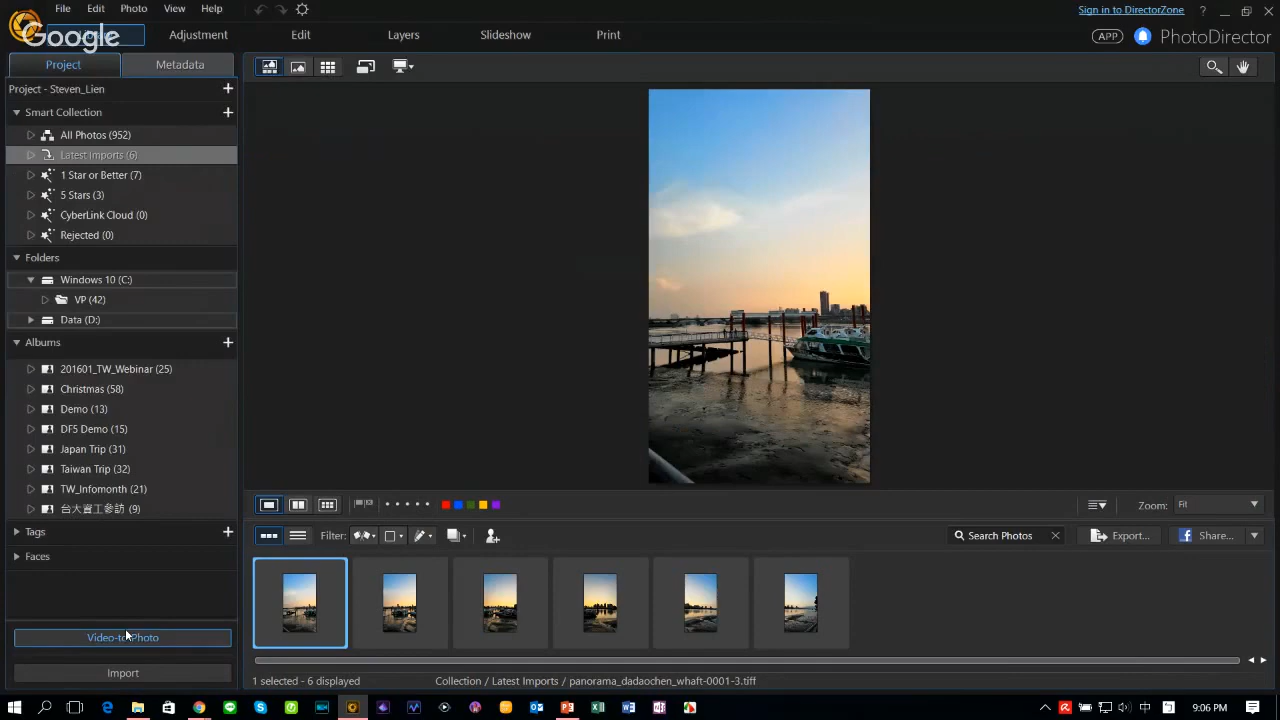 File Edit Photo View Help
Sign in to DirectorZone
?
Google
Adjustment Edit Layers Slideshow Print
APP PhotoDirector
Project Metadata
Project - Steven_Lien
Smart Collection
All Photos (952)
Latest Imports (6)
1 Star or Better (7)
5 Stars (3)
CyberLink Cloud (0)
Rejected (0)
Folders
Windows 10 (C:)
VP (42)
Data (D:)
Albums
201601_TW_Webinar (25)
Christmas (58)
Demo (13)
DF5 Demo (15)
Japan Trip (31)
Taiwan Trip (32)
TW_Infomonth (21)
台大資工參訪 (9)
Tags
Faces
Video-to-Photo
Import
Zoom: Fit
Filter:
Search Photos
Export...
Share...
1 selected - 6 displayed
Collection / Latest Imports / panorama_dadaochen_whaft-0001-3.tiff
中
9:06 PM